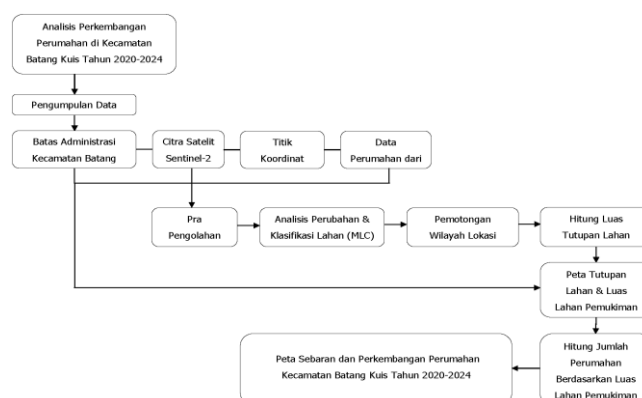 Analisis Perkembangan
Perumahan di Kecamatan
Batang Kuis Tahun 2020-2024
Pengumpulan Data
Batas Administrasi
Kecamatan Batang
Citra Satelit
Sentinel-2
Titik
Koordinat
Data
Perumahan dari
Pra
Pengolahan
Analisis Perubahan &
Klasifikasi Lahan (MLC)
Pemotongan
Wilayah Lokasi
Hitung Luas
Tutupan Lahan
Peta Tutupan
Lahan & Luas
Lahan Pemukiman
Hitung Jumlah
Perumahan
Berdasarkan Luas
Lahan Pemukiman
Peta Sebaran dan Perkembangan Perumahan
Kecamatan Batang Kuis Tahun 2020-2024